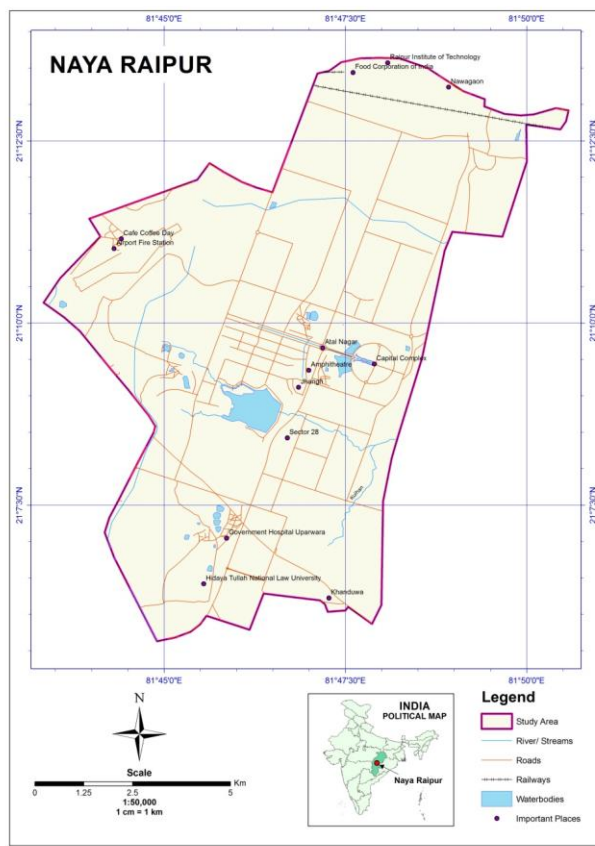 81°45'0"E 81°47'30"E 81°50'0"E
NAYA RAIPUR
Raipur Institute of Technology
Food Corporation of India
Nawagaon
21°12'30"N 21°12'30"N
Cafe Coffee Day
Airport Fire Station
21°10'0"N 21°10'0"N
Atal Nagar
Capital Complex
Amphitheatre
Jhangh
Sector 28
21°7'30"N 21°7'30"N
Government Hospital Uparwara
Hidaya Tullah National Law University
Khanduwa
81°45'0"E 81°47'30"E 81°50'0"E
N
Scale
Km
0 1.25 2.5 5
1:50,000
1 cm = 1 km
INDIA
POLITICAL MAP
Naya Raipur
Legend
Study Area
River/ Streams
Roads
Railways
Waterbodies
Important Places